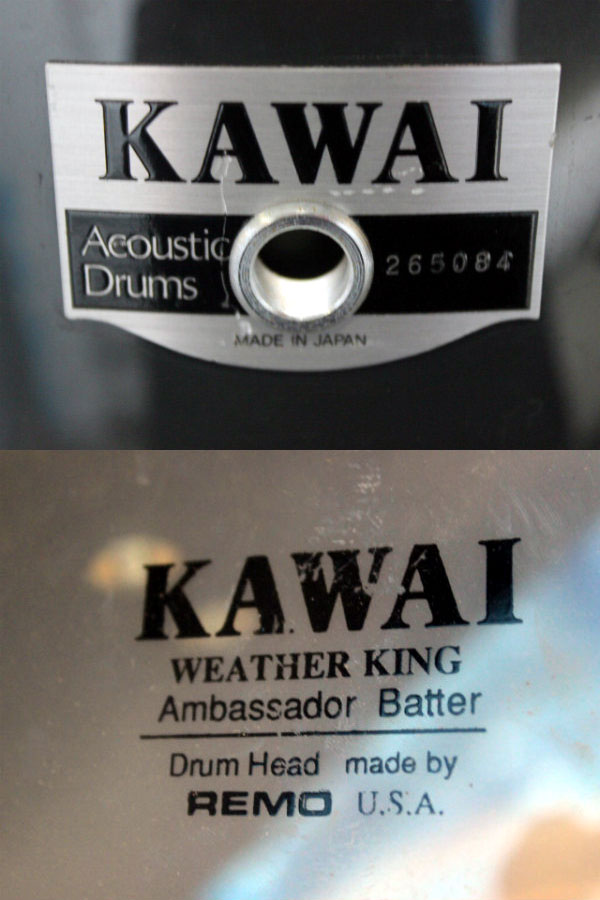 KAWAI
Acoustic
Drums
265084
MADE IN JAPAN
KAWAI
WEATHER KING
Ambassador Batter
Drum Head made by
REMO U.S.A.